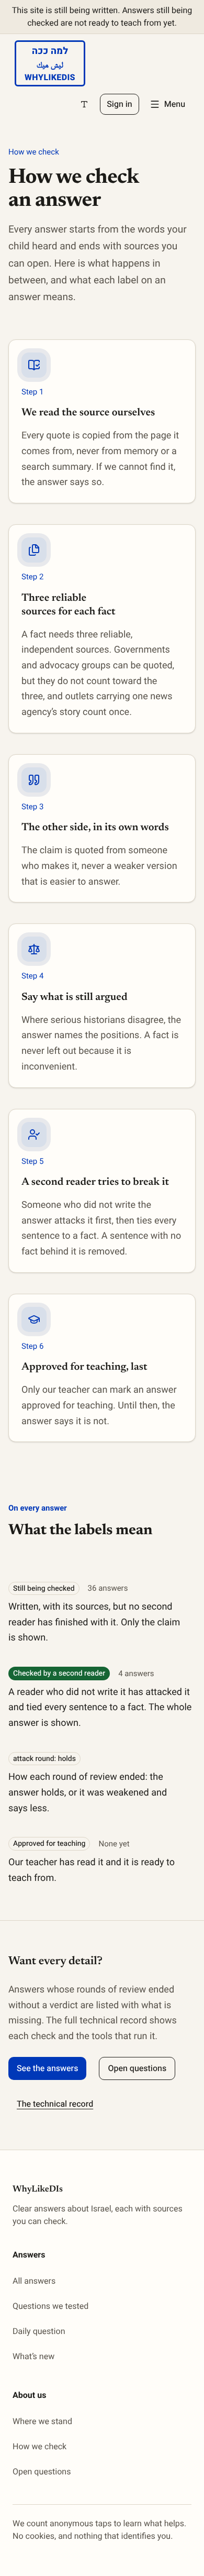 This site is still being written. Answers still being
checked are not ready to teach from yet.
למה ככה
ليش هيك
WHYLIKEDIS
Sign in
Menu
How we check
How we check
an answer
Every answer starts from the words your
child heard and ends with sources you
can open. Here is what happens in
between, and what each label on an
answer means.
Step 1
We read the source ourselves
Every quote is copied from the page it
comes from, never from memory or a
search summary. If we cannot find it,
the answer says so.
Step 2
Three reliable
sources for each fact
A fact needs three reliable,
independent sources. Governments
and advocacy groups can be quoted,
but they do not count toward the
three, and outlets carrying one news
agency's story count once.
Step 3
The other side, in its own words
The claim is quoted from someone
who makes it, never a weaker version
that is easier to answer.
Step 4
Say what is still argued
Where serious historians disagree, the
answer names the positions. A fact is
never left out because it is
inconvenient.
Step 5
A second reader tries to break it
Someone who did not write the
answer attacks it first, then ties every
sentence to a fact. A sentence with no
fact behind it is removed.
Step 6
Approved for teaching, last
Only our teacher can mark an answer
approved for teaching. Until then, the
answer says it is not.
On every answer
What the labels mean
Still being checked 36 answers
Written, with its sources, but no second
reader has finished with it. Only the claim
is shown.
Checked by a second reader 4 answers
A reader who did not write it has attacked it
and tied every sentence to a fact. The whole
answer is shown.
attack round: holds
How each round of review ended: the
answer holds, or it was weakened and
says less.
Approved for teaching None yet
Our teacher has read it and it is ready to
teach from.
Want every detail?
Answers whose rounds of review ended
without a verdict are listed with what is
missing. The full technical record shows
each check and the tools that run it.
See the answers
Open questions
The technical record
WhyLikeDIs
Clear answers about Israel, each with sources
you can check.
Answers
All answers
Questions we tested
Daily question
What's new
About us
Where we stand
How we check
Open questions
We count anonymous taps to learn what helps.
No cookies, and nothing that identifies you.